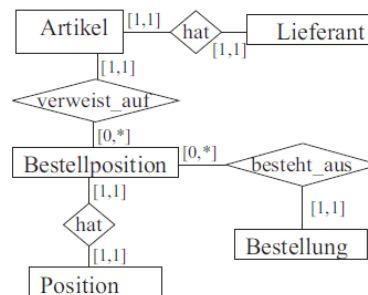 Artikel [1,1] hat [1,1] Lieferant
[1,1]
verweist_auf
[0,*]
Bestellposition [0,*] besteht_aus
[1,1]
hat
[1,1]
[1,1]
Bestellung
Position